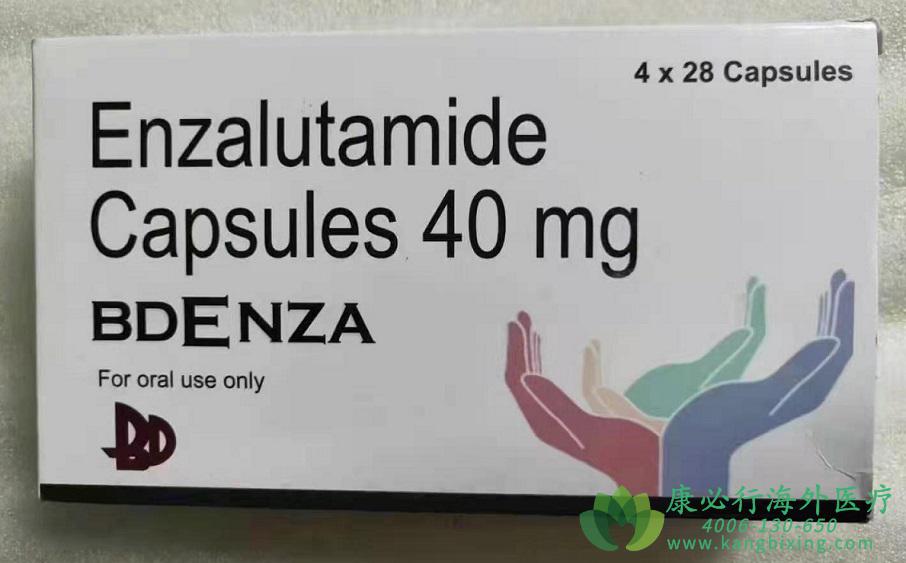 4 x 28 Capsules
Enzalutamide
Capsules 40 mg
BDENZA
For oral use only
BD
康必行海外医疗
4006-130-650
www.kangbixing.com